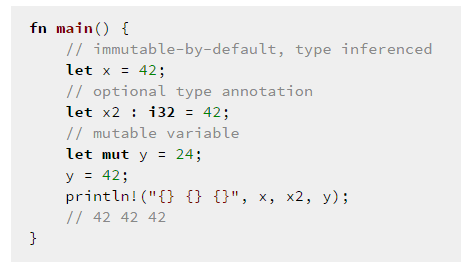 fn main() {
    // immutable-by-default, type inferenced
    let x = 42;
    // optional type annotation
    let x2 : i32 = 42;
    // mutable variable
    let mut y = 24;
    y = 42;
    println!("{} {} {}", x, x2, y);
    // 42 42 42
}